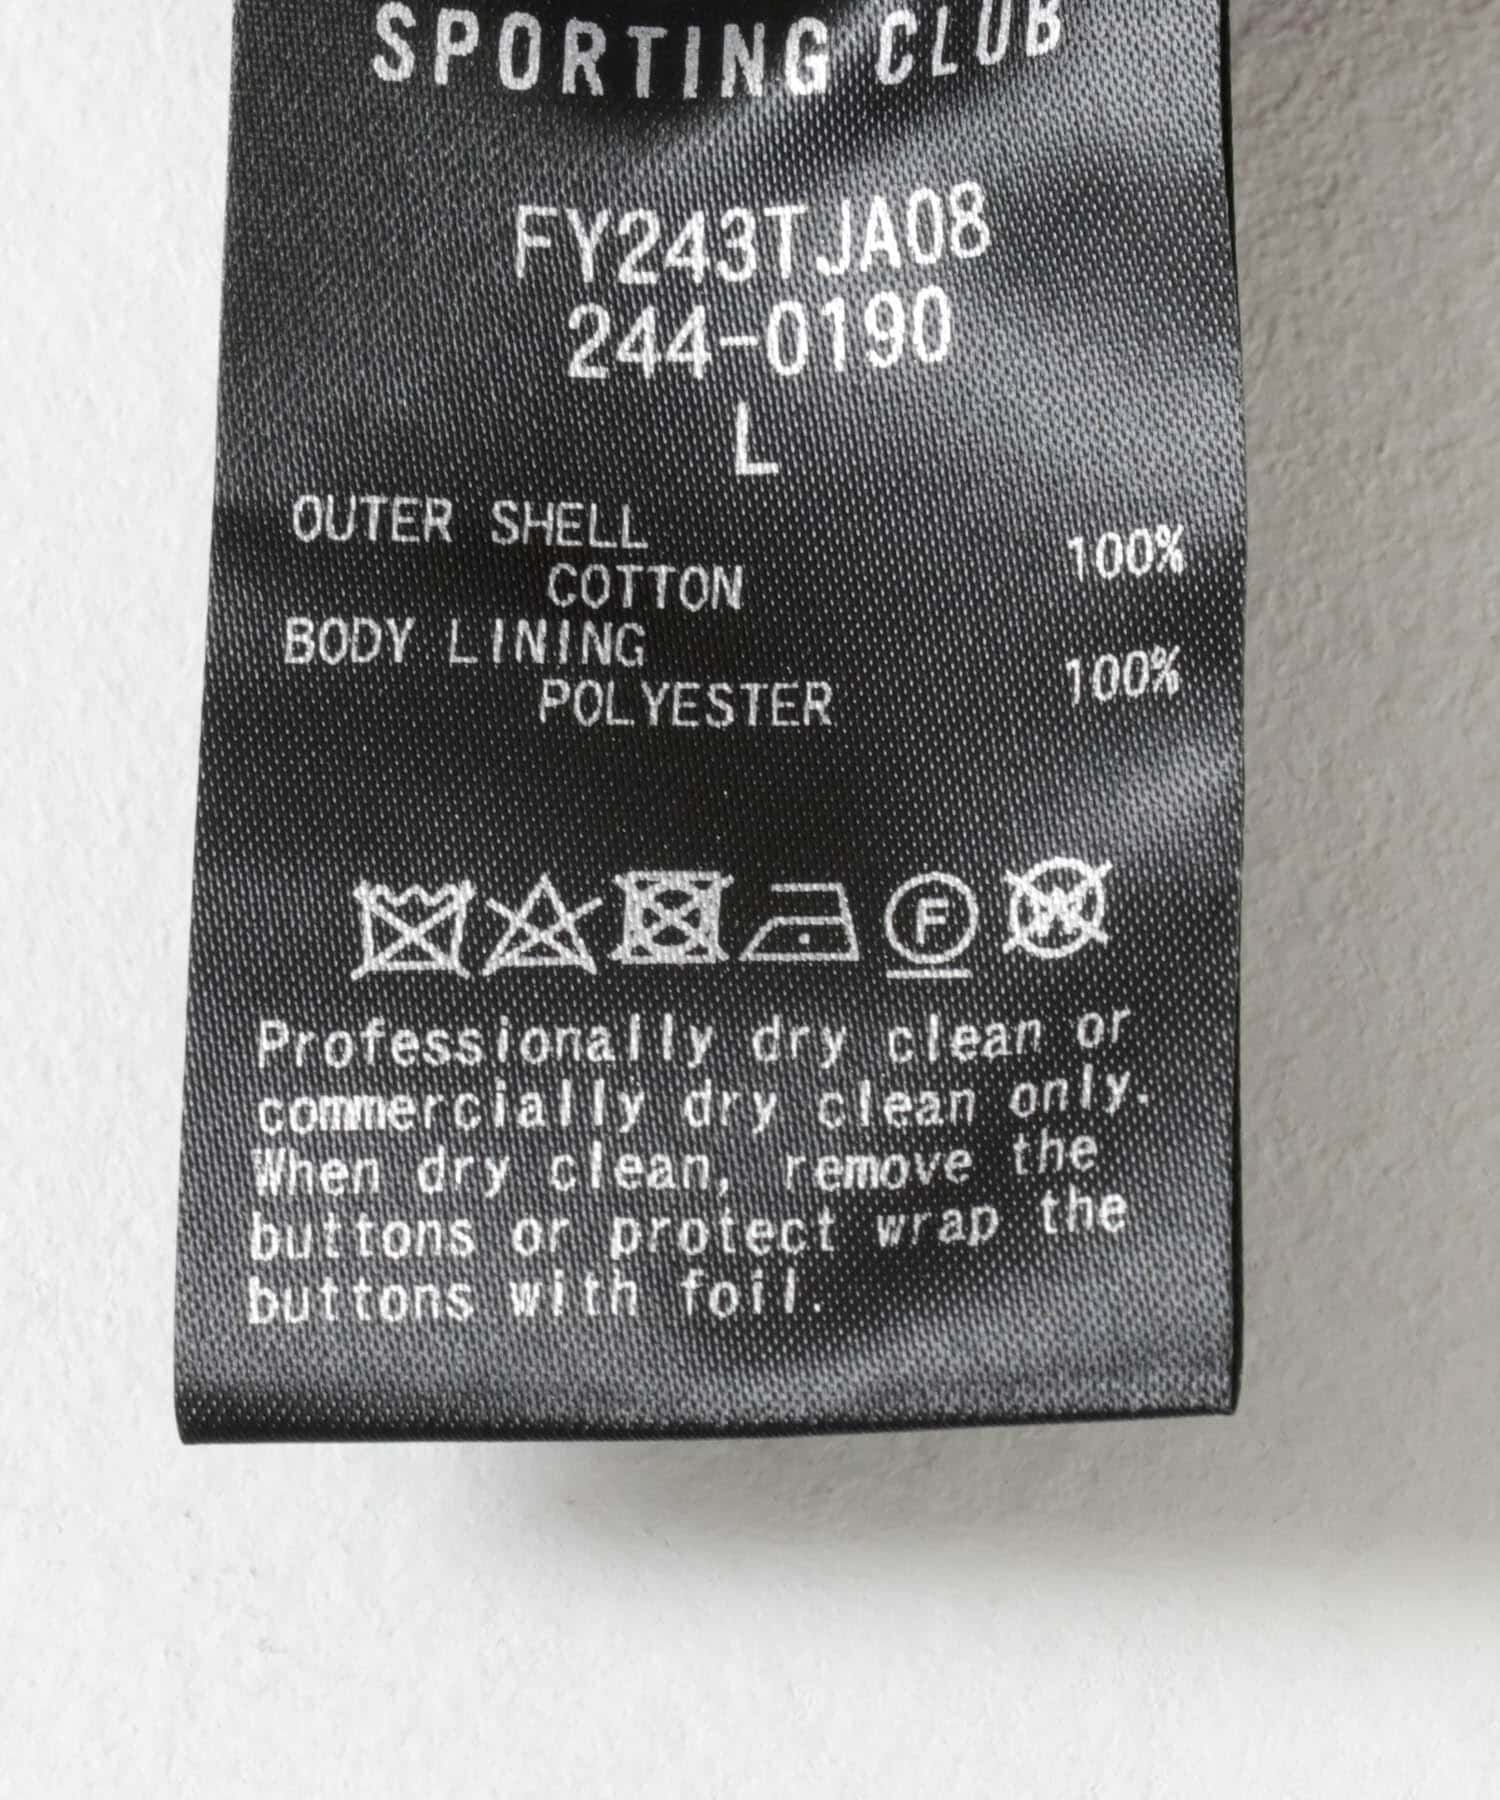 SPORTING CLUB
FY243TJA08
244-0190
L
OUTER SHELL
COTTON 100%
BODY LINING
POLYESTER 100%
F
W
Professionally dry clean or
commercially dry clean only.
When dry clean, remove the
buttons or protect wrap the
buttons with foil.